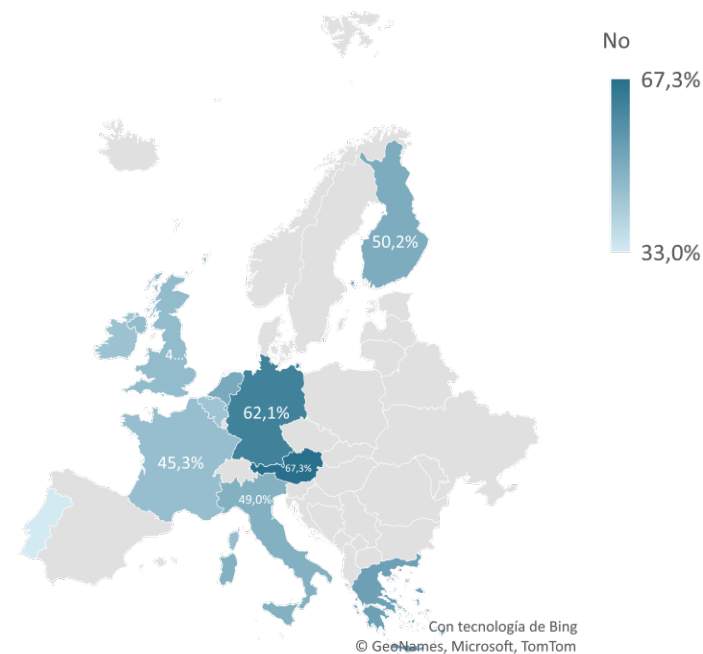 No
67,3%
33,0%
50,2%
4...
62,1%
45,3%
67,3%
49,0%
Con tecnología de Bing
© GeoNames, Microsoft, TomTom